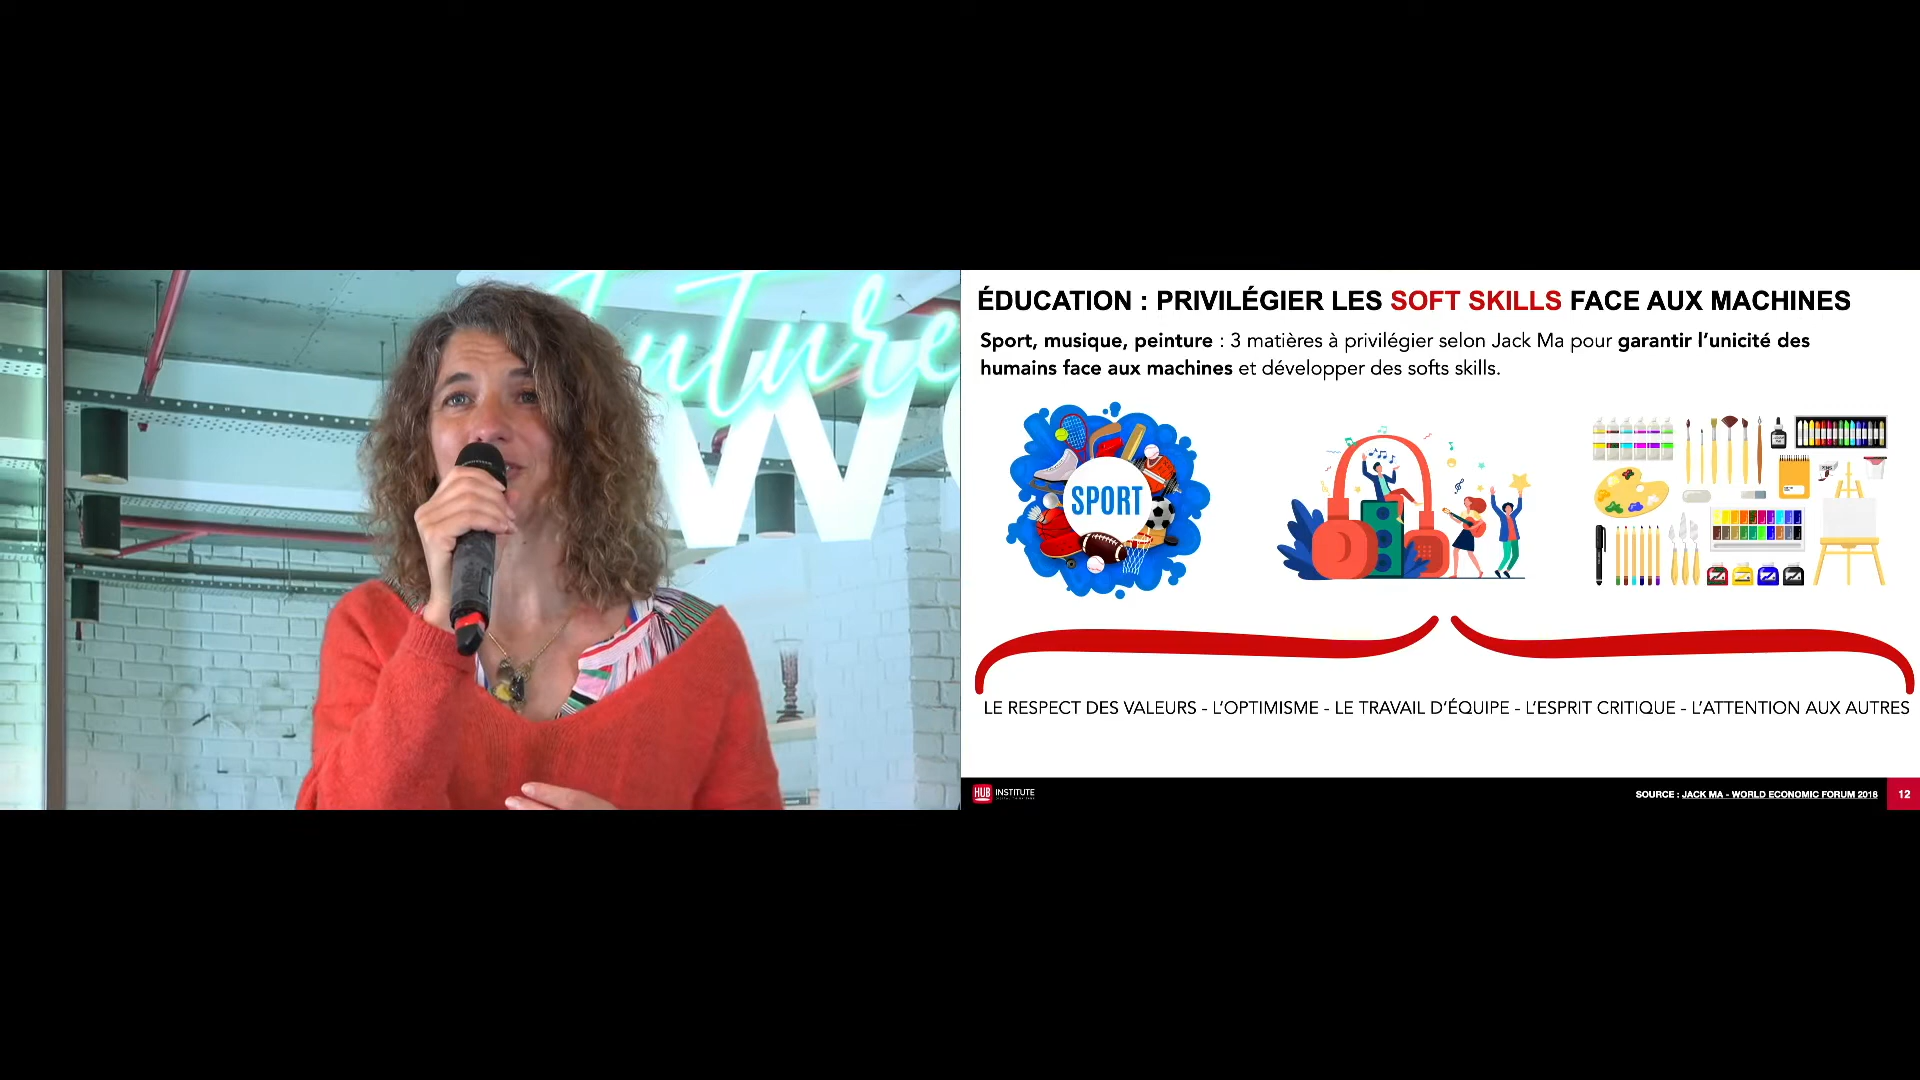 future
WO
ÉDUCATION : PRIVILÉGIER LES SOFT SKILLS FACE AUX MACHINES
Sport, musique, peinture : 3 matières à privilégier selon Jack Ma pour garantir l'unicité des
humains face aux machines et développer des softs skills.
SPORT
LE RESPECT DES VALEURS - L'OPTIMISME - LE TRAVAIL D'ÉQUIPE - L'ESPRIT CRITIQUE - L'ATTENTION AUX AUTRES
HUB INSTITUTE
SOURCE : JACK MA - WORLD ECONOMIC FORUM 2018
12